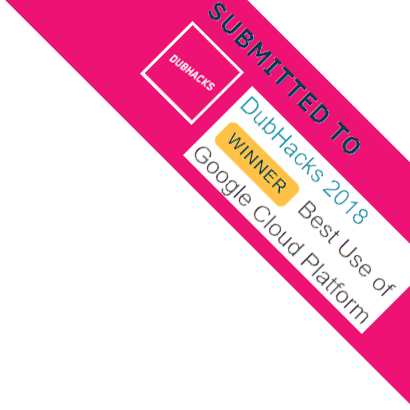 SUBMITTED TO
DUBHACKS
DubHacks 2018
WINNER Best Use of
Google Cloud Platform